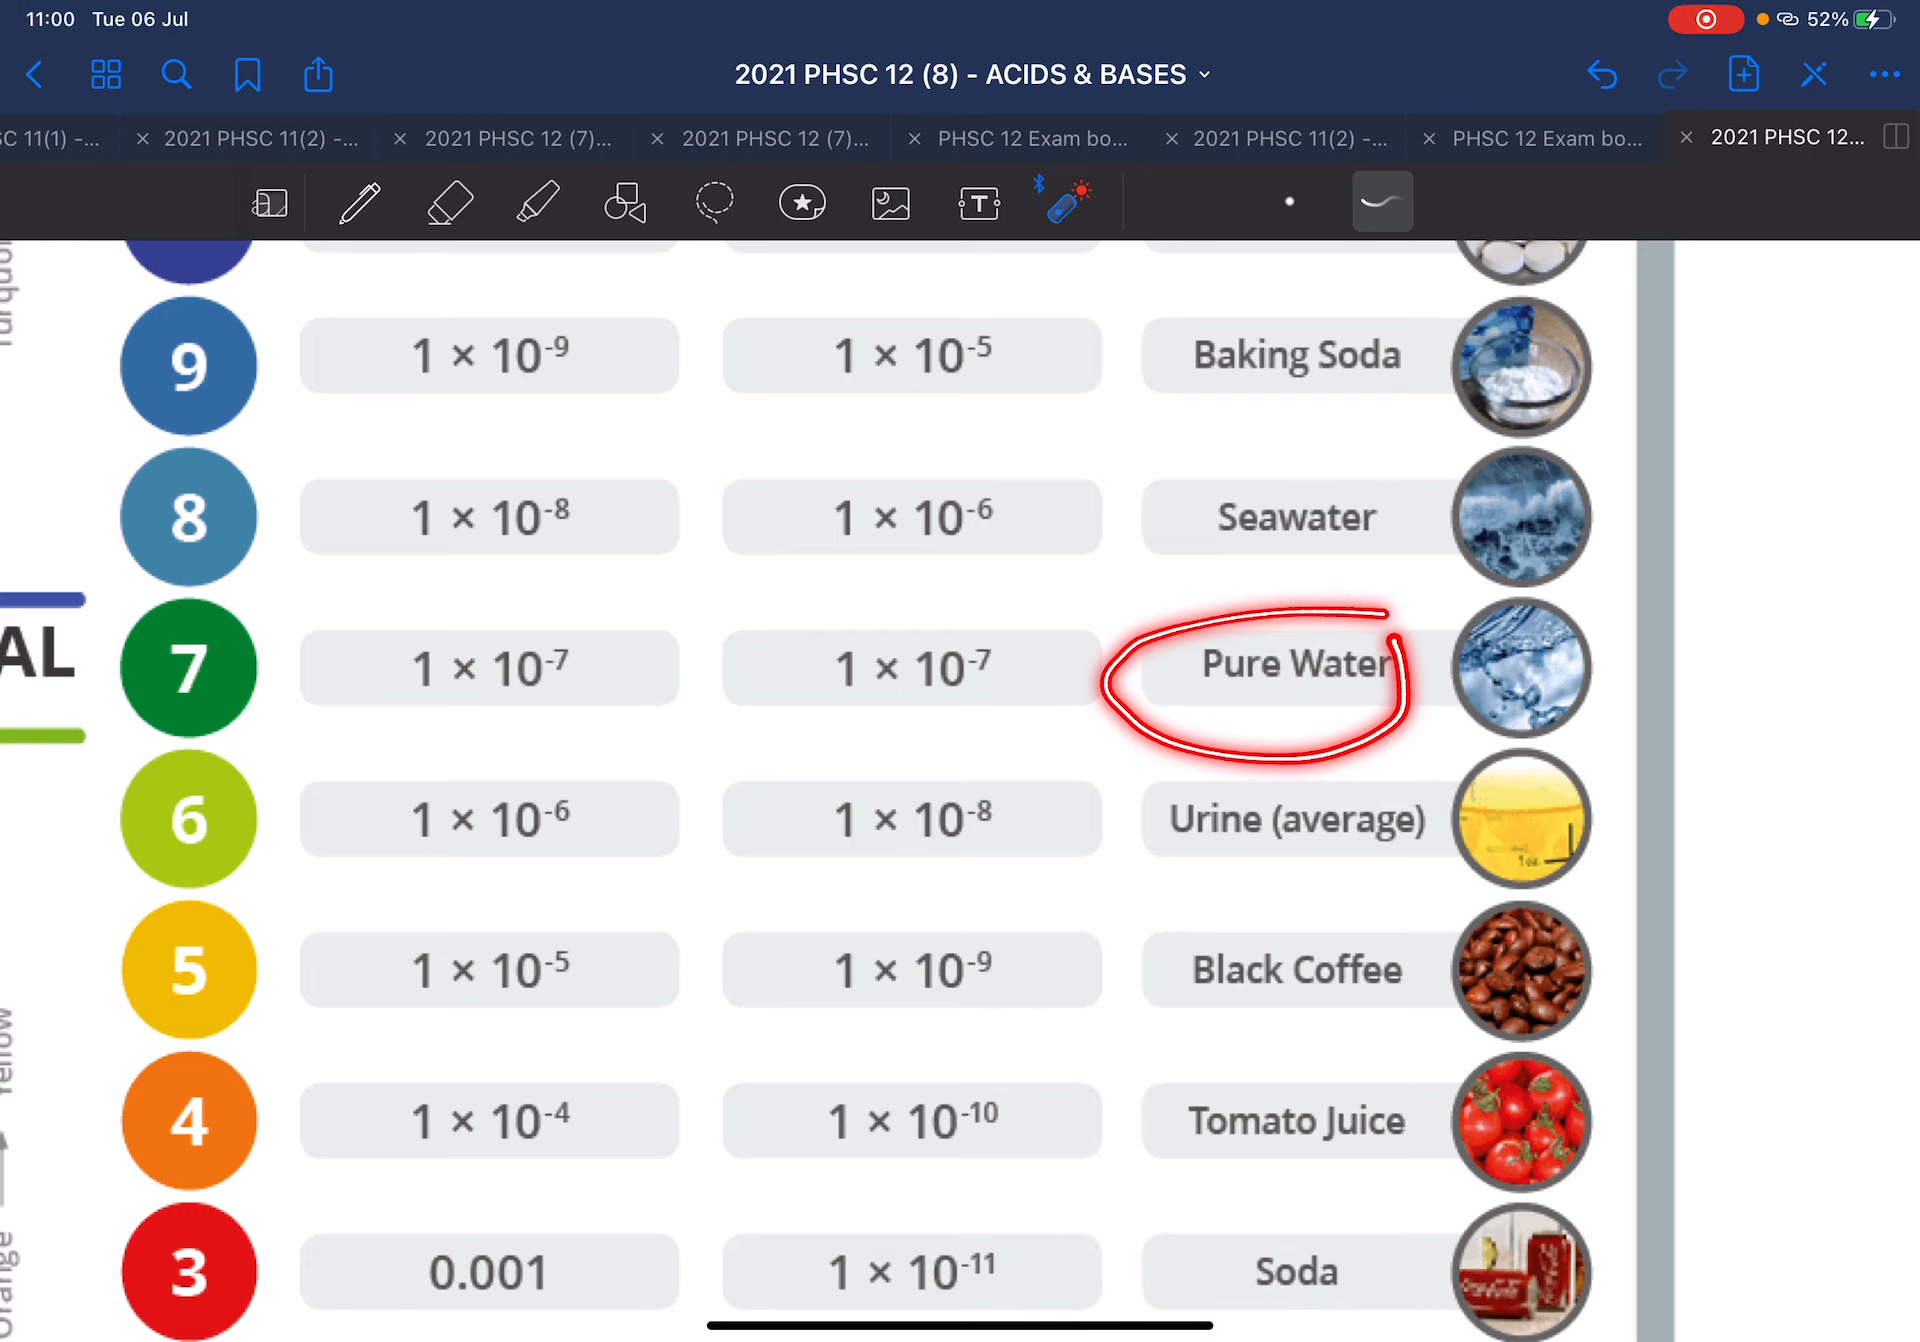 11:00 Tue 06 Jul
52%
2021 PHSC 12 (8) - ACIDS & BASES
SC 11(1) -...
2021 PHSC 11(2) -...
2021 PHSC 12 (7)...
2021 PHSC 12 (7)...
PHSC 12 Exam bo...
2021 PHSC 11(2) -...
PHSC 12 Exam bo...
2021 PHSC 12...
T
9 1 × 10⁻⁹ 1 × 10⁻⁵ Baking Soda
8 1 × 10⁻⁸ 1 × 10⁻⁶ Seawater
AL
7 1 × 10⁻⁷ 1 × 10⁻⁷ Pure Water
6 1 × 10⁻⁶ 1 × 10⁻⁸ Urine (average)
5 1 × 10⁻⁵ 1 × 10⁻⁹ Black Coffee
Yellow
4 1 × 10⁻⁴ 1 × 10⁻¹⁰ Tomato Juice
Orange
3 0.001 1 × 10⁻¹¹ Soda